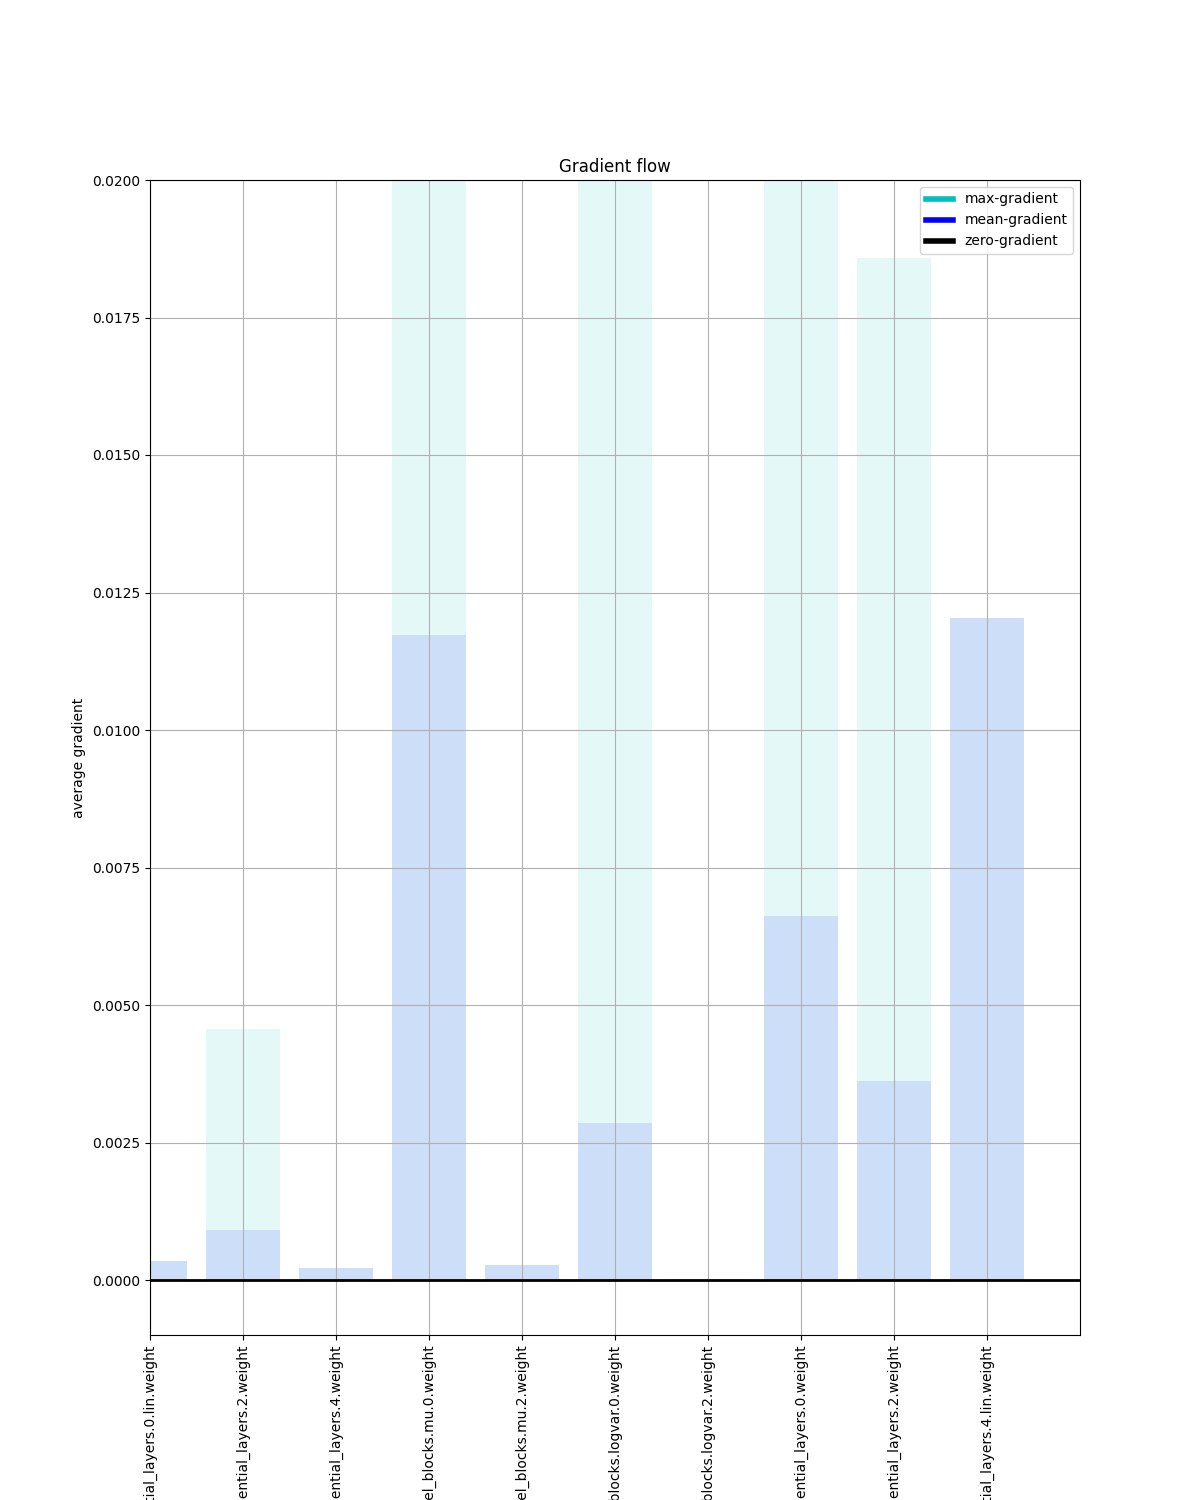 Gradient flow
max-gradient
mean-gradient
zero-gradient
0.0200
0.0175
0.0150
0.0125
0.0100
0.0075
0.0050
0.0025
0.0000
average gradient
tial_layers.0.lin.weight
ential_layers.2.weight
ential_layers.4.weight
el_blocks.mu.0.weight
el_blocks.mu.2.weight
blocks.logvar.0.weight
blocks.logvar.2.weight
ential_layers.0.weight
ential_layers.2.weight
tial_layers.4.lin.weight